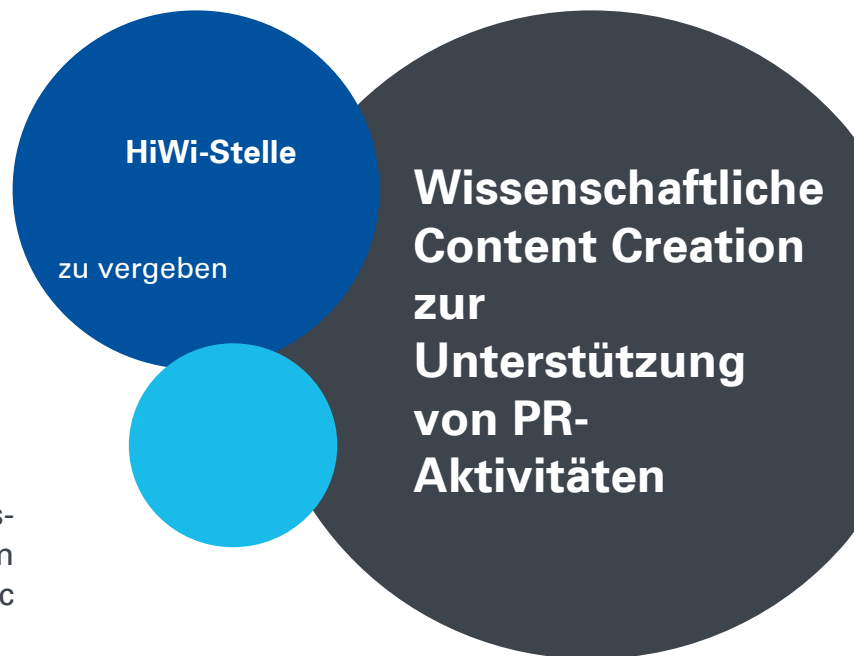 HiWi-Stelle
zu vergeben
Wissenschaftliche
Content Creation
zur
Unterstützung
von PR-
Aktivitäten